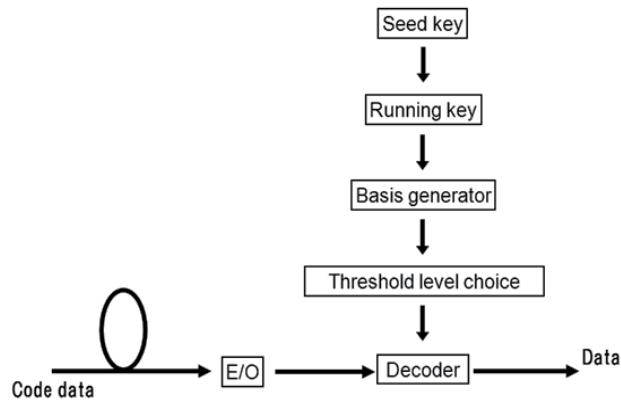 Seed key
Running key
Basis generator
Threshold level choice
E/O
Decoder
Data
Code data